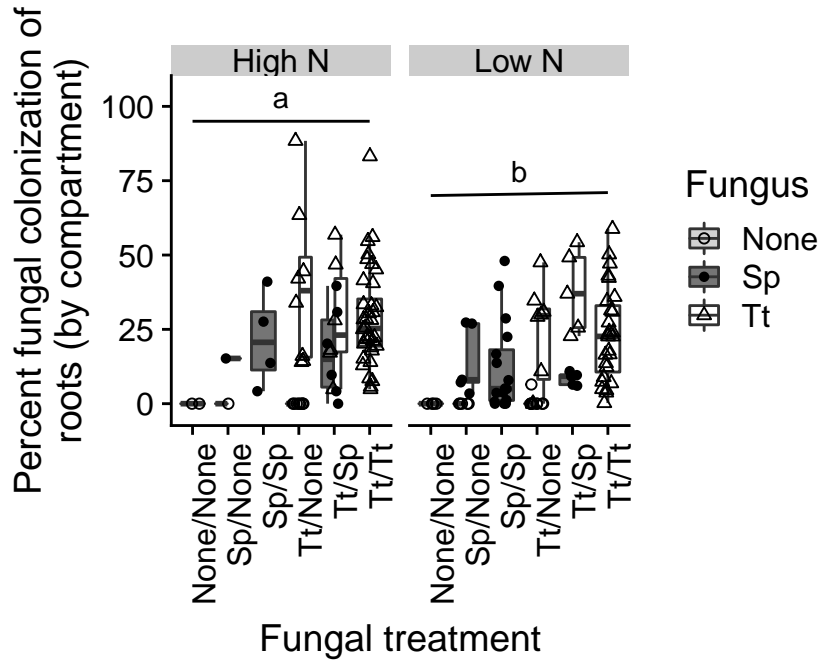 Percent fungal colonization of
roots (by compartment)
High N
Low N
100
75
50
25
0
a
b
None/None
Sp/None
Sp/Sp
Tt/None
Tt/Sp
Tt/Tt
None/None
Sp/None
Sp/Sp
Tt/None
Tt/Sp
Tt/Tt
Fungal treatment
Fungus
None
Sp
Tt